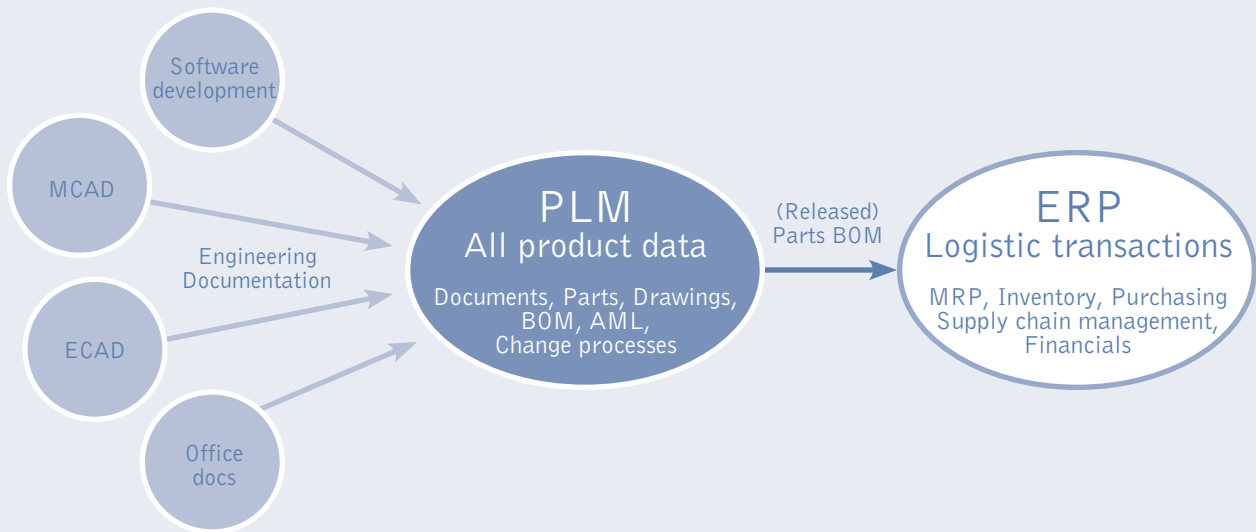 Software
development
MCAD
Engineering
Documentation
ECAD
Office
docs
PLM
All product data
Documents, Parts, Drawings,
BOM, AML,
Change processes
(Released)
Parts BOM
ERP
Logistic transactions
MRP, Inventory, Purchasing
Supply chain management,
Financials